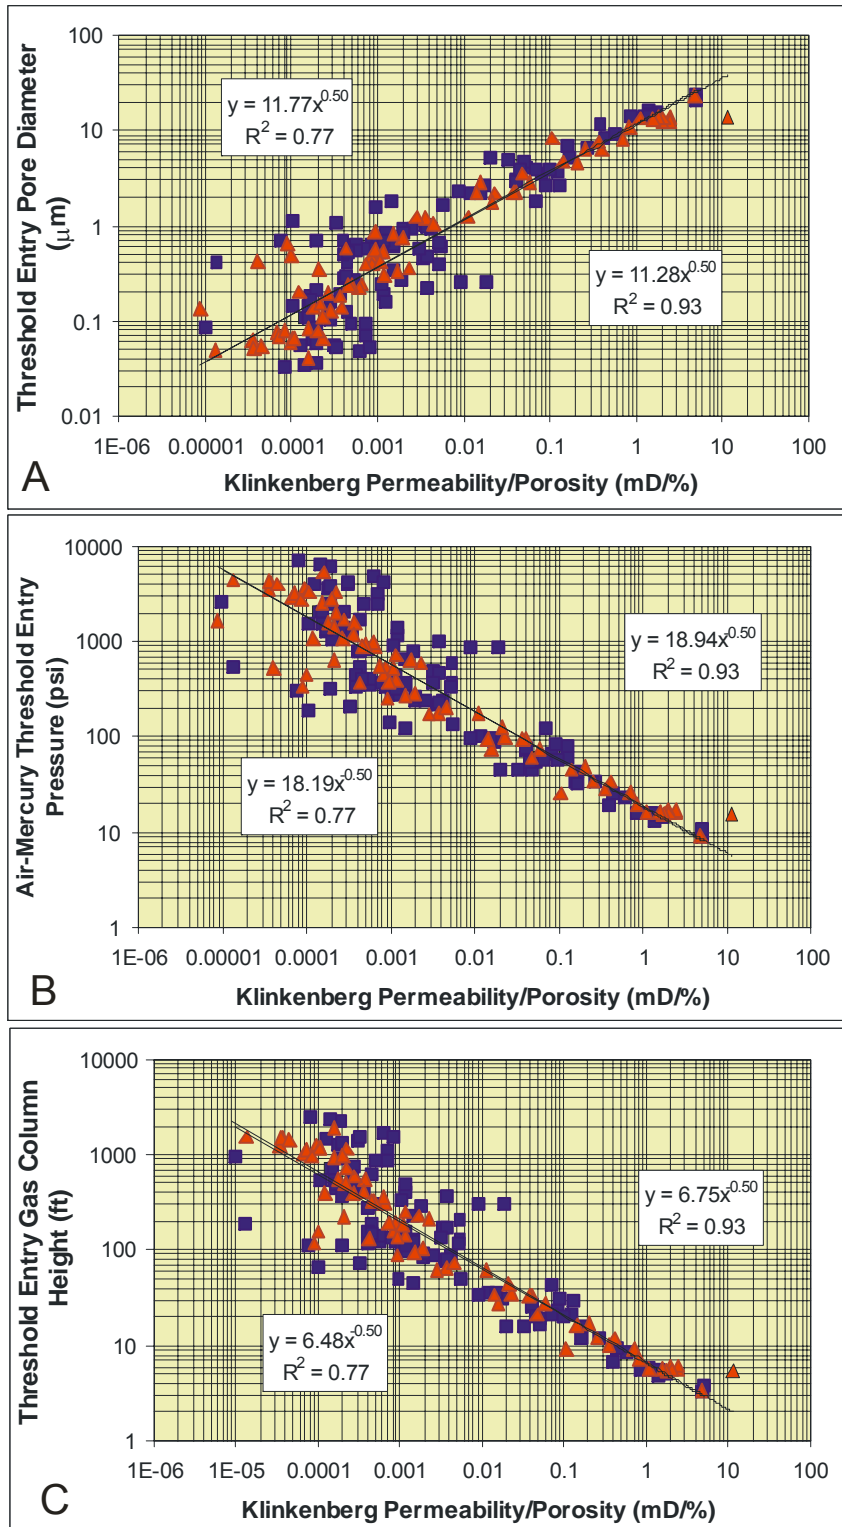 100
10
1
0.1
0.01
Threshold Entry Pore Diameter
(μm)
y = 11.77x^0.50
R² = 0.77
y = 11.28x^0.50
R² = 0.93
1E-06 0.00001 0.0001 0.001 0.01 0.1 1 10 100
Klinkenberg Permeability/Porosity (mD/%)
A
10000
1000
100
10
1
Air-Mercury Threshold Entry
Pressure (psi)
y = 18.94x^-0.50
R² = 0.93
y = 18.19x^-0.50
R² = 0.77
1E-06 0.00001 0.0001 0.001 0.01 0.1 1 10 100
Klinkenberg Permeability/Porosity (mD/%)
B
10000
1000
100
10
1
Threshold Entry Gas Column
Height (ft)
y = 6.75x^-0.50
R² = 0.93
y = 6.48x^-0.50
R² = 0.77
1E-06 1E-05 0.0001 0.001 0.01 0.1 1 10 100
Klinkenberg Permeability/Porosity (mD/%)
C